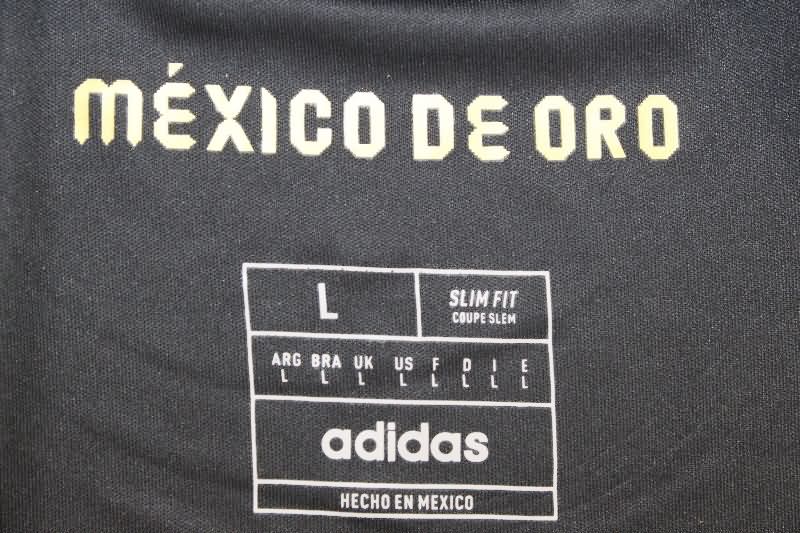 MÉXICO DE ORO
L
SLIM FIT
COUPE SLEM
ARG BRA UK US F D I E
L L L L L L L L
adidas
HECHO EN MEXICO